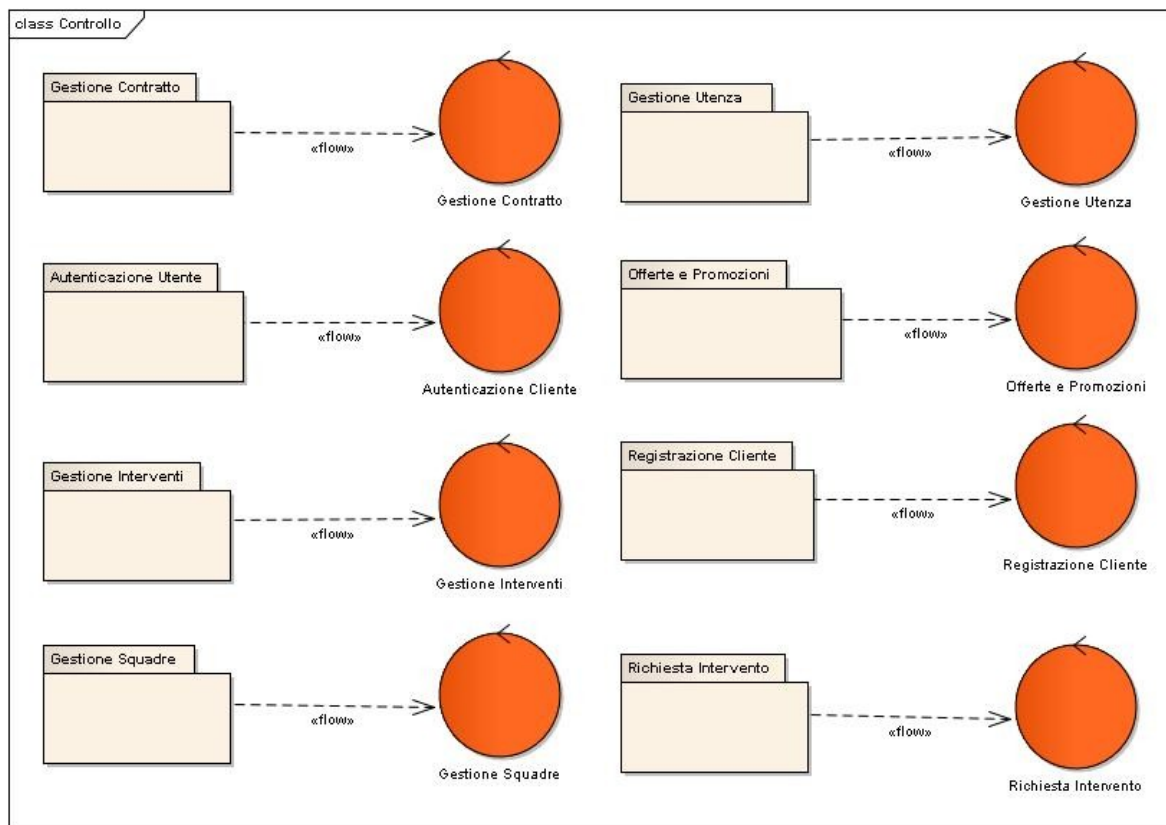 class Controllo
Gestione Contratto
«flow»
Gestione Contratto
Gestione Utenza
«flow»
Gestione Utenza
Autenticazione Utente
«flow»
Autenticazione Cliente
Offerte e Promozioni
«flow»
Offerte e Promozioni
Gestione Interventi
«flow»
Gestione Interventi
Registrazione Cliente
«flow»
Registrazione Cliente
Gestione Squadre
«flow»
Gestione Squadre
Richiesta Intervento
«flow»
Richiesta Intervento